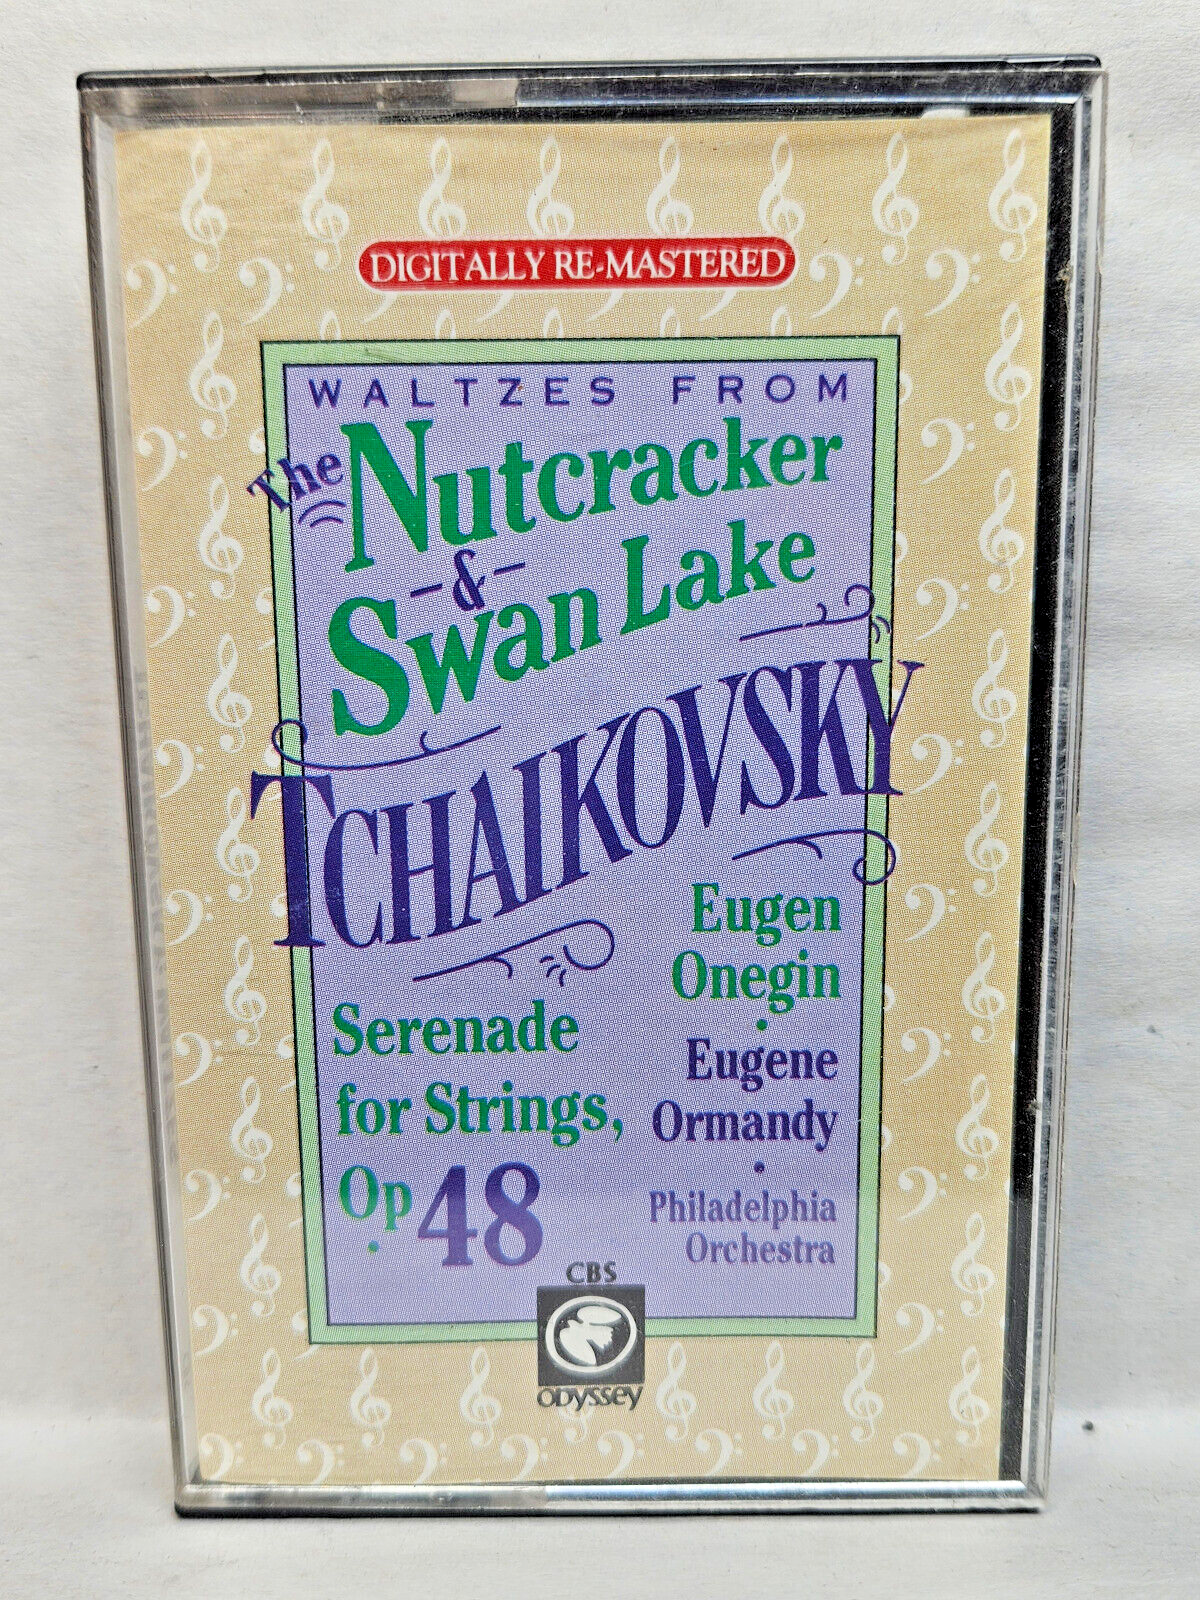 DIGITALLY RE-MASTERED
WALTZES FROM
The Nutcracker
-&-
Swan Lake
TCHAIKOVSKY
Serenade
for Strings,
Op 48
Eugen
Onegin
•
Eugene
Ormandy
•
Philadelphia
Orchestra
CBS
ODYSSEY